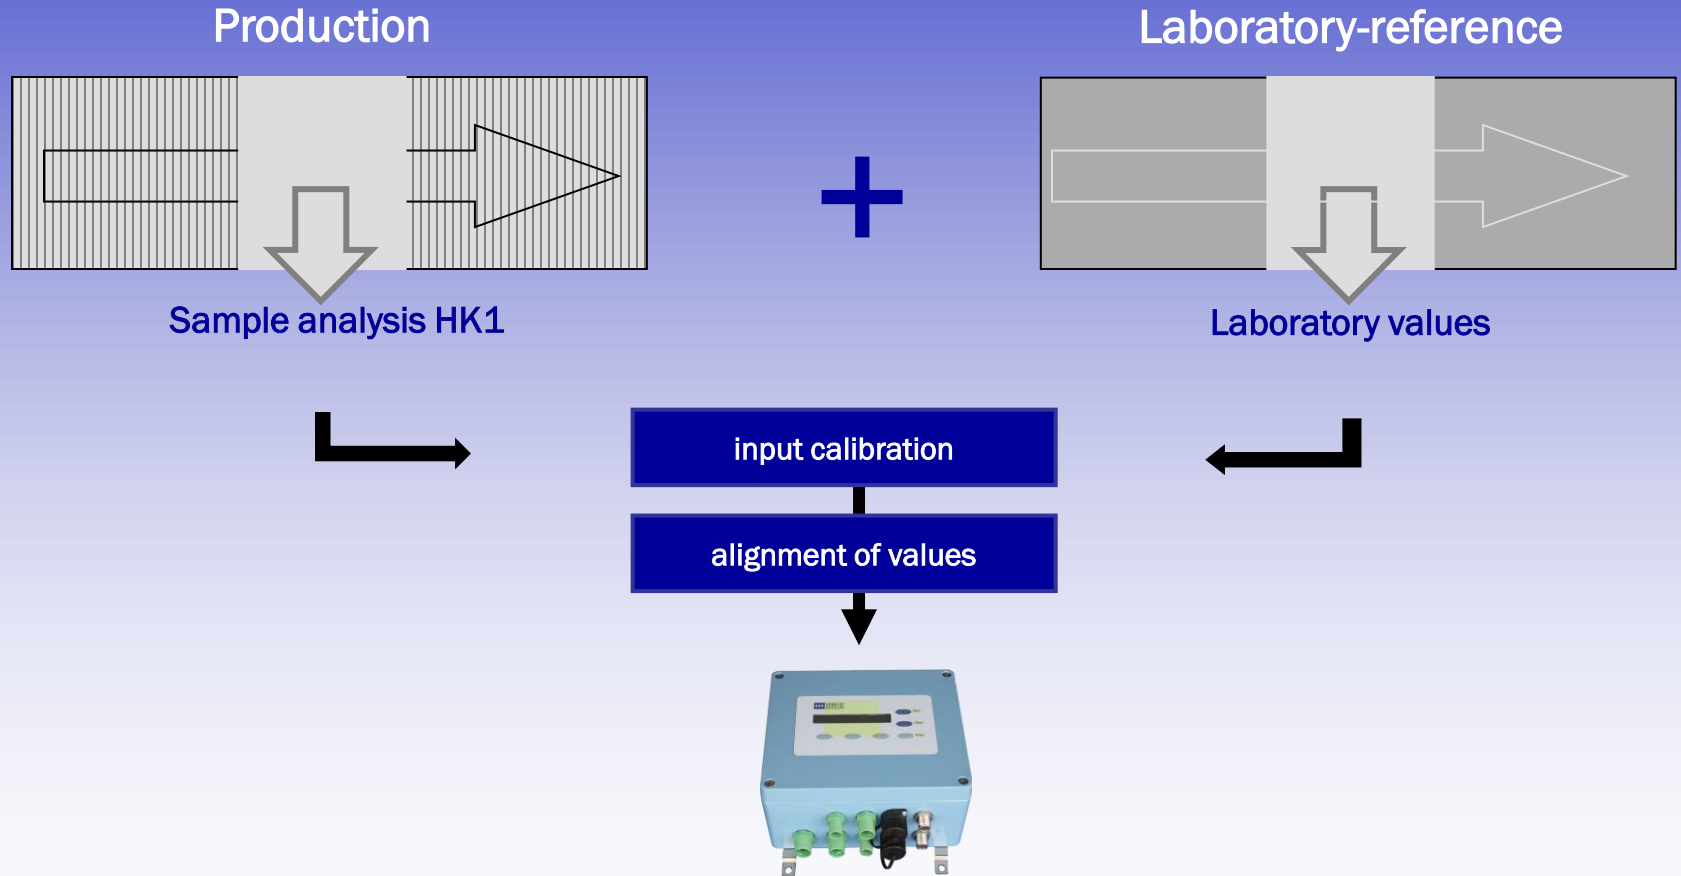 Production
Laboratory-reference
+
Sample analysis HK1
Laboratory values
input calibration
alignment of values